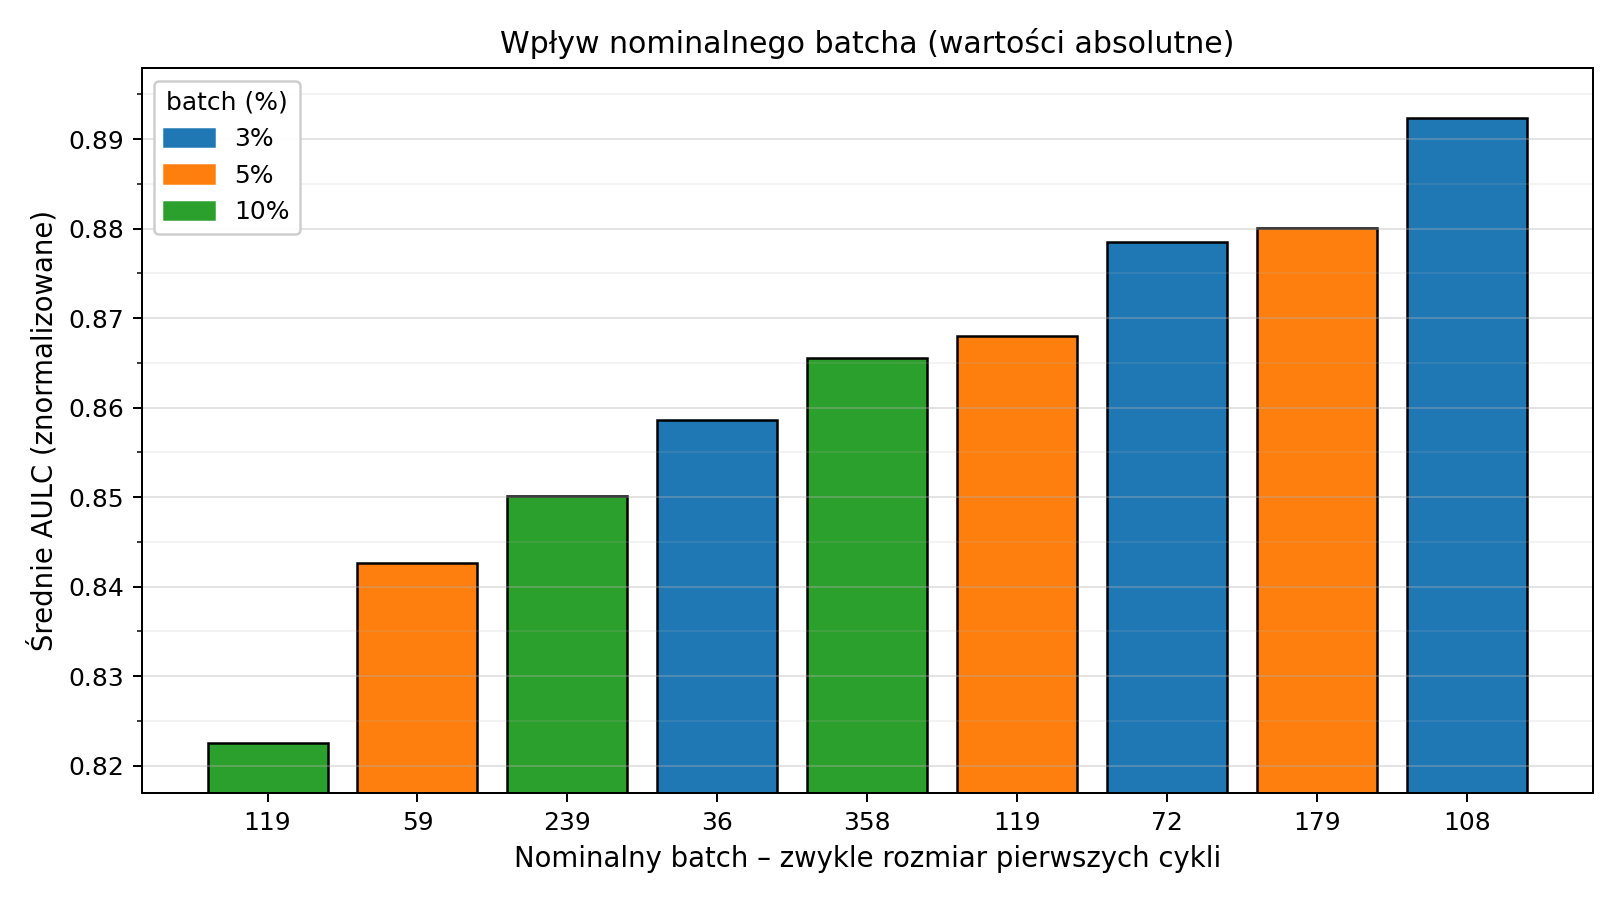 Wpływ nominalnego batcha (wartości absolutne)
batch (%)
3%
5%
10%
Średnie AULC (znormalizowane)
0.89
0.88
0.87
0.86
0.85
0.84
0.83
0.82
119 59 239 36 358 119 72 179 108
Nominalny batch – zwykle rozmiar pierwszych cykli